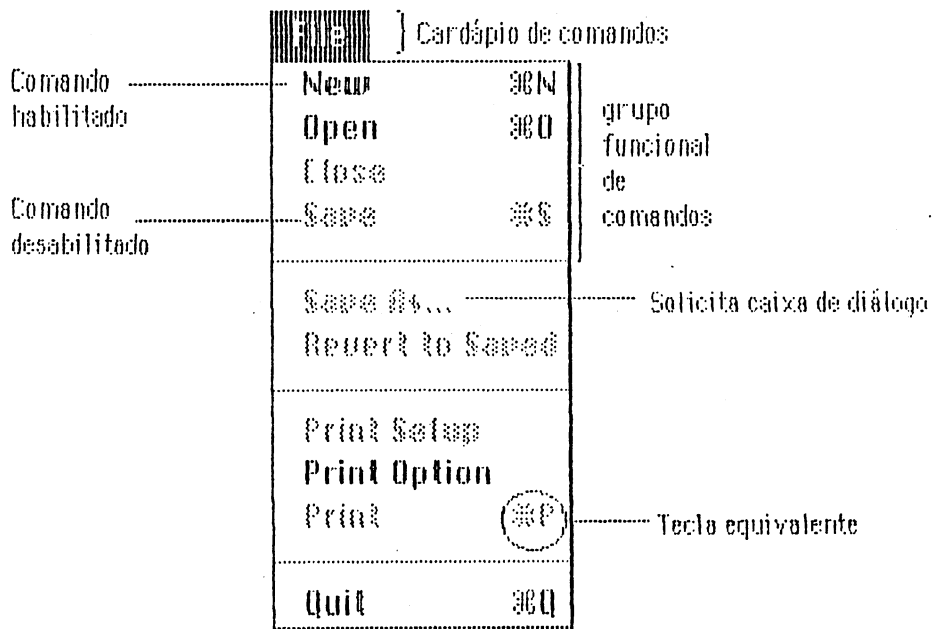 File
Cardápio de comandos
Comando
habilitado
New ⌘N
Open ⌘O
Close
Save ⌘S
grupo
funcional
de
comandos
Comando
desabilitado
Save As...
Solicita caixa de diálogo
Revert to Saved
Print Setup
Print Option
Print ⌘P
Tecla equivalente
Quit ⌘Q